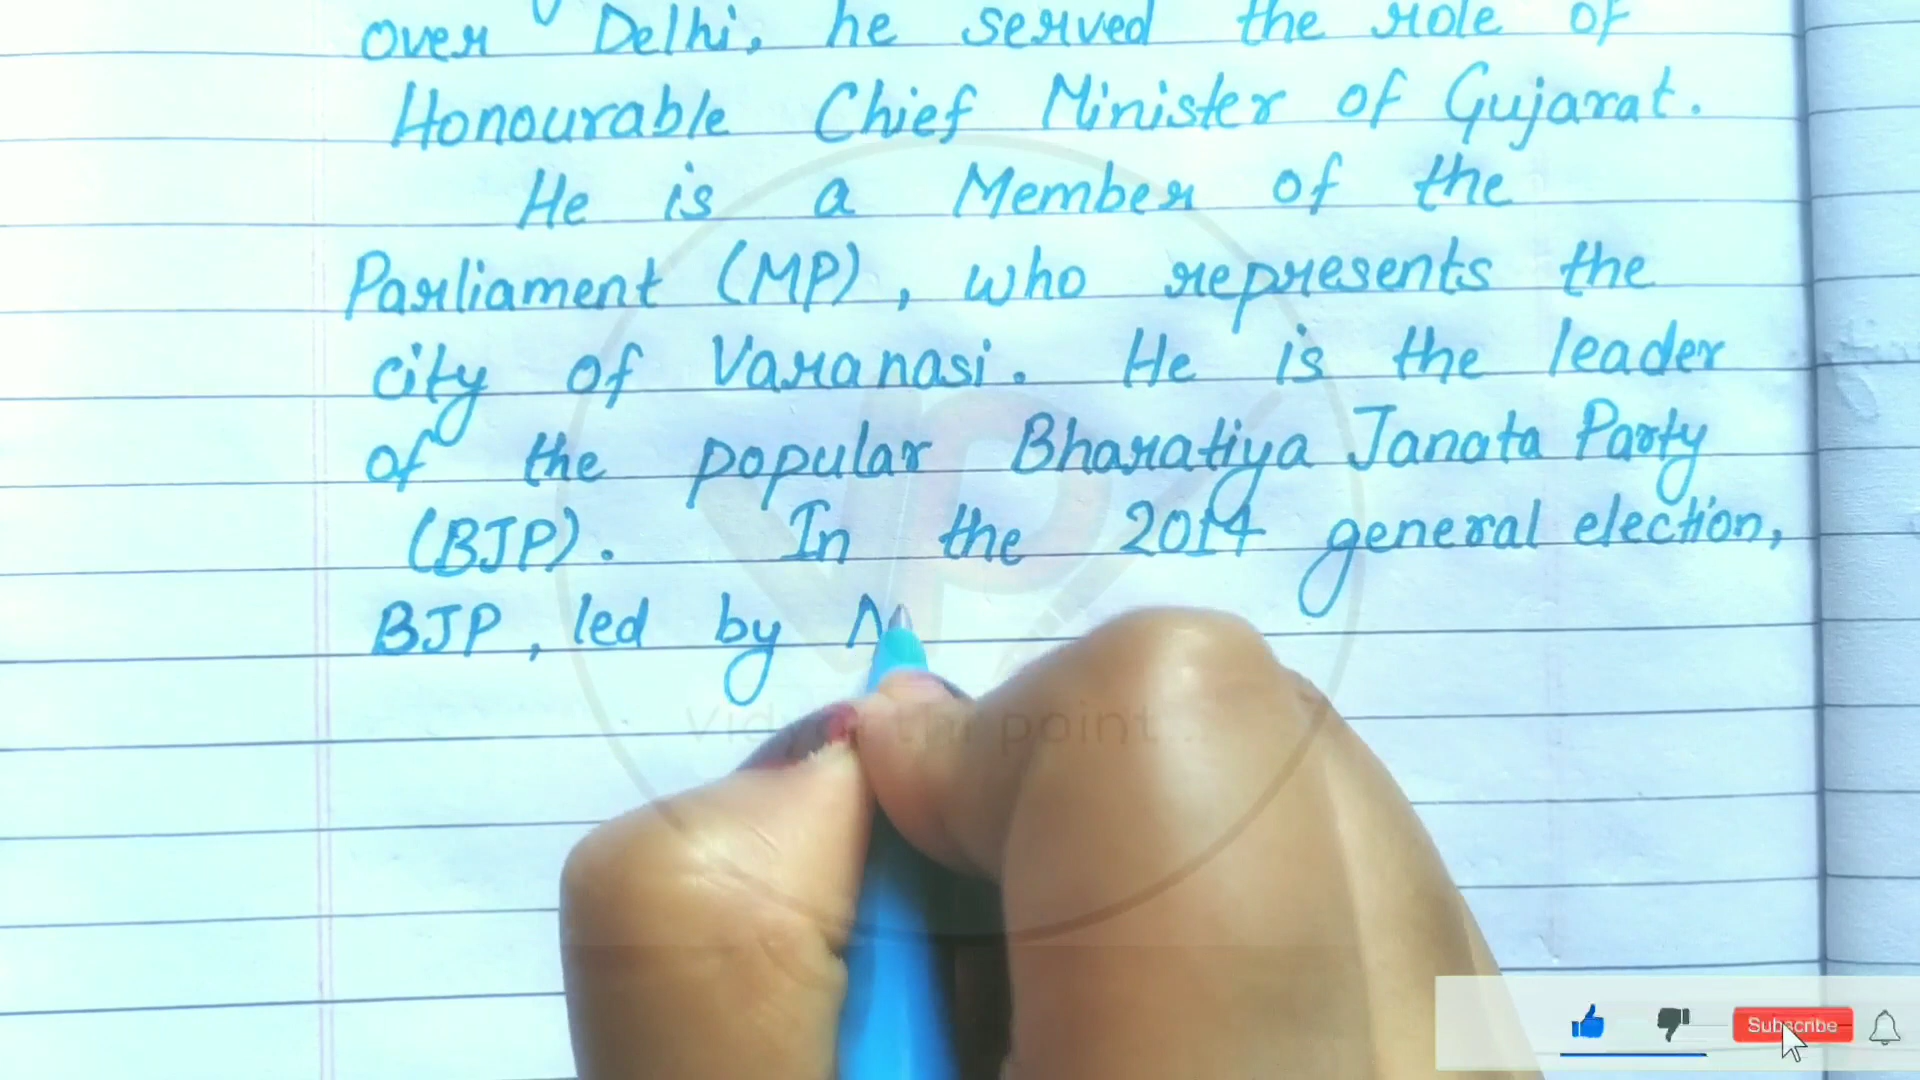 over Delhi, he served the role of
Honourable Chief Minister of Gujarat.
He is a Member of the
Parliament (MP), who represents the
city of Varanasi. He is the leader
of the popular Bharatiya Janata Party
(BJP). In the 2014 general election,
BJP, led by N
Vidyarthi point.
Subscribe